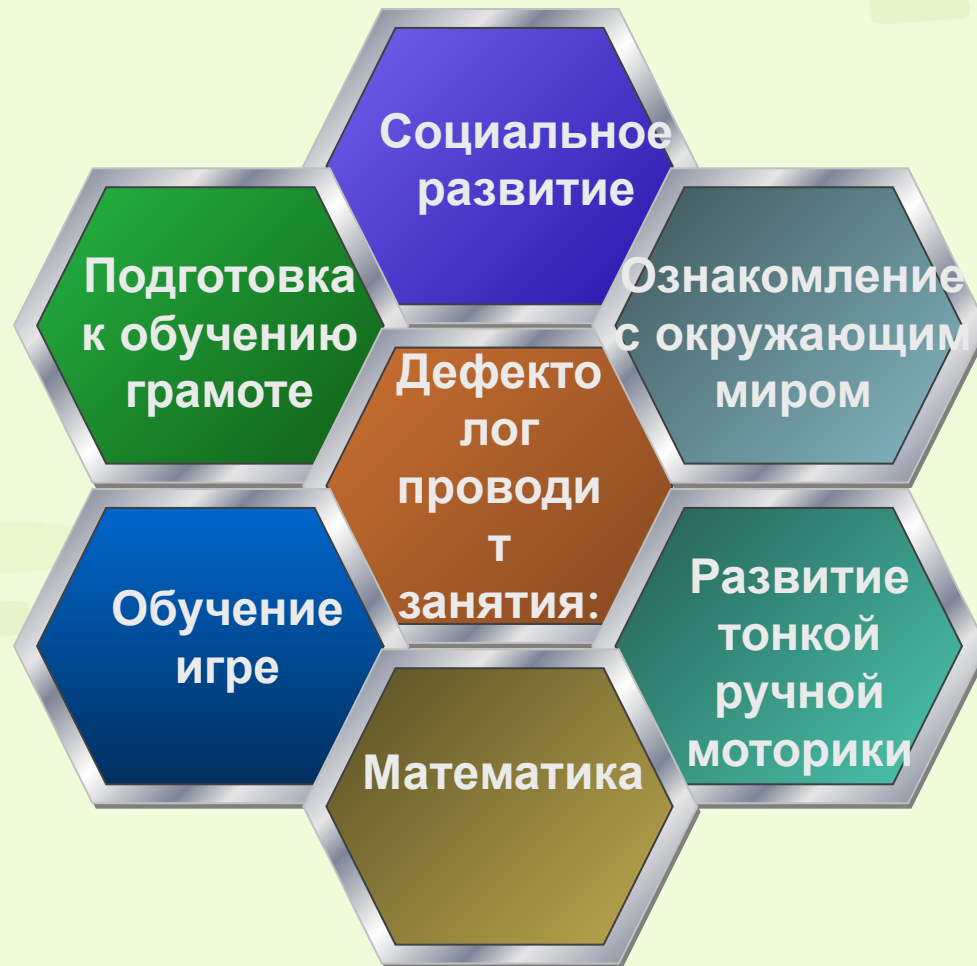 Социальное
развитие
Подготовка
к обучению
грамоте
Ознакомление
с окружающим
миром
Дефекто
лог
проводи
т
занятия:
Обучение
игре
Развитие
тонкой
ручной
моторики
Математика